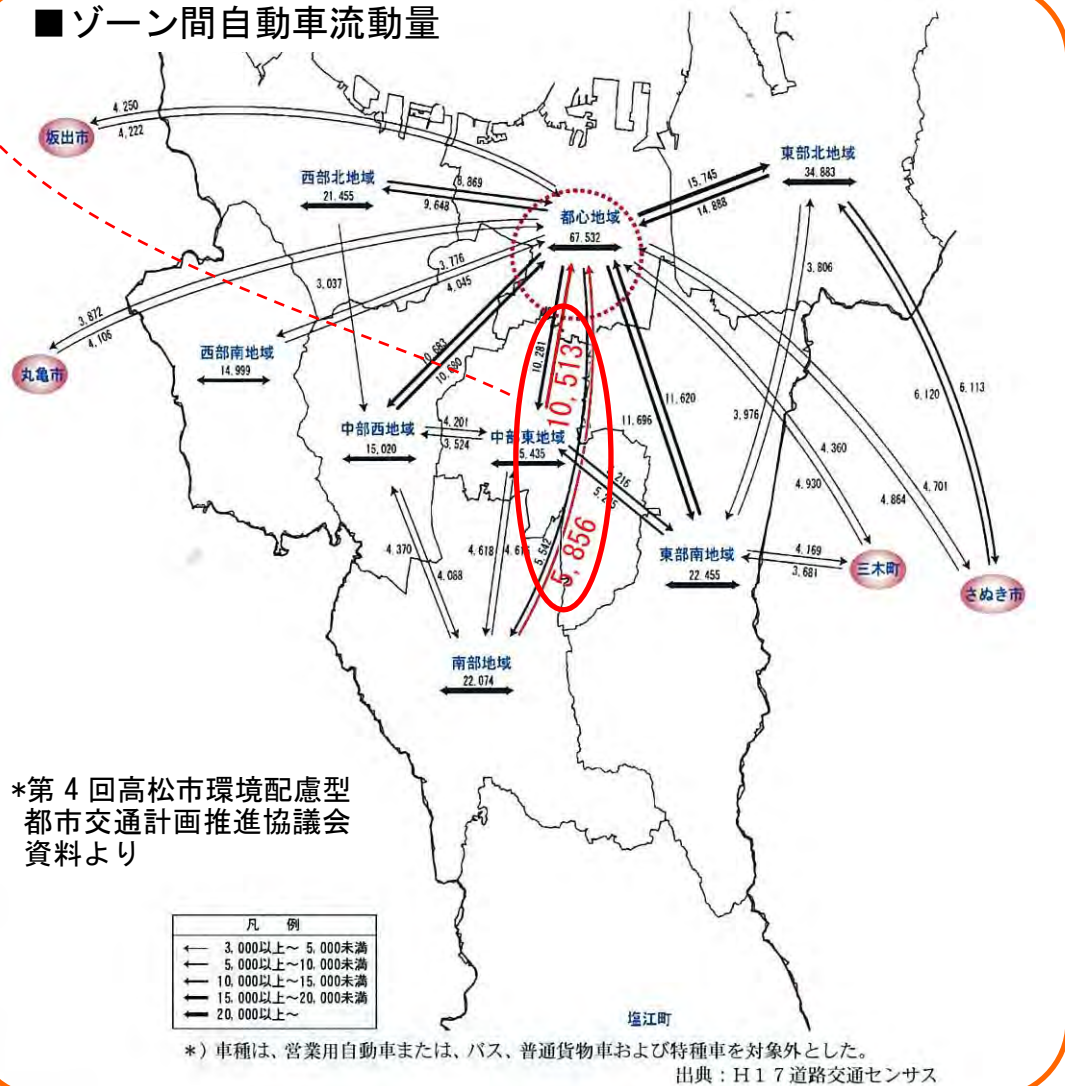 ■ゾーン間自動車流動量
4,250
4,222
坂出市
西部北地域
21,455
8,869
9,648
15,745
14,888
東部北地域
34,883
都心地域
67,532
3,776
4,045
3,037
3,806
3,872
4,106
丸亀市
西部南地域
14,999
10,683
10,680
10,281
10,513
11,620
11,696
3,976
6,120
6,113
中部西地域
15,020
4,201
3,524
中部東地域
5,435
4,360
4,930
4,864
4,701
5,856
5,542
4,370
4,088
4,618
東部南地域
22,455
4,169
3,681
三木町
さぬき市
南部地域
22,074
*第4回高松市環境配慮型
都市交通計画推進協議会
資料より
凡 例
3,000以上～ 5,000未満
5,000以上～10,000未満
10,000以上～15,000未満
15,000以上～20,000未満
20,000以上～
塩江町
*）車種は、営業用自動車または、バス、普通貨物車および特種車を対象外とした。
出典：H17道路交通センサス